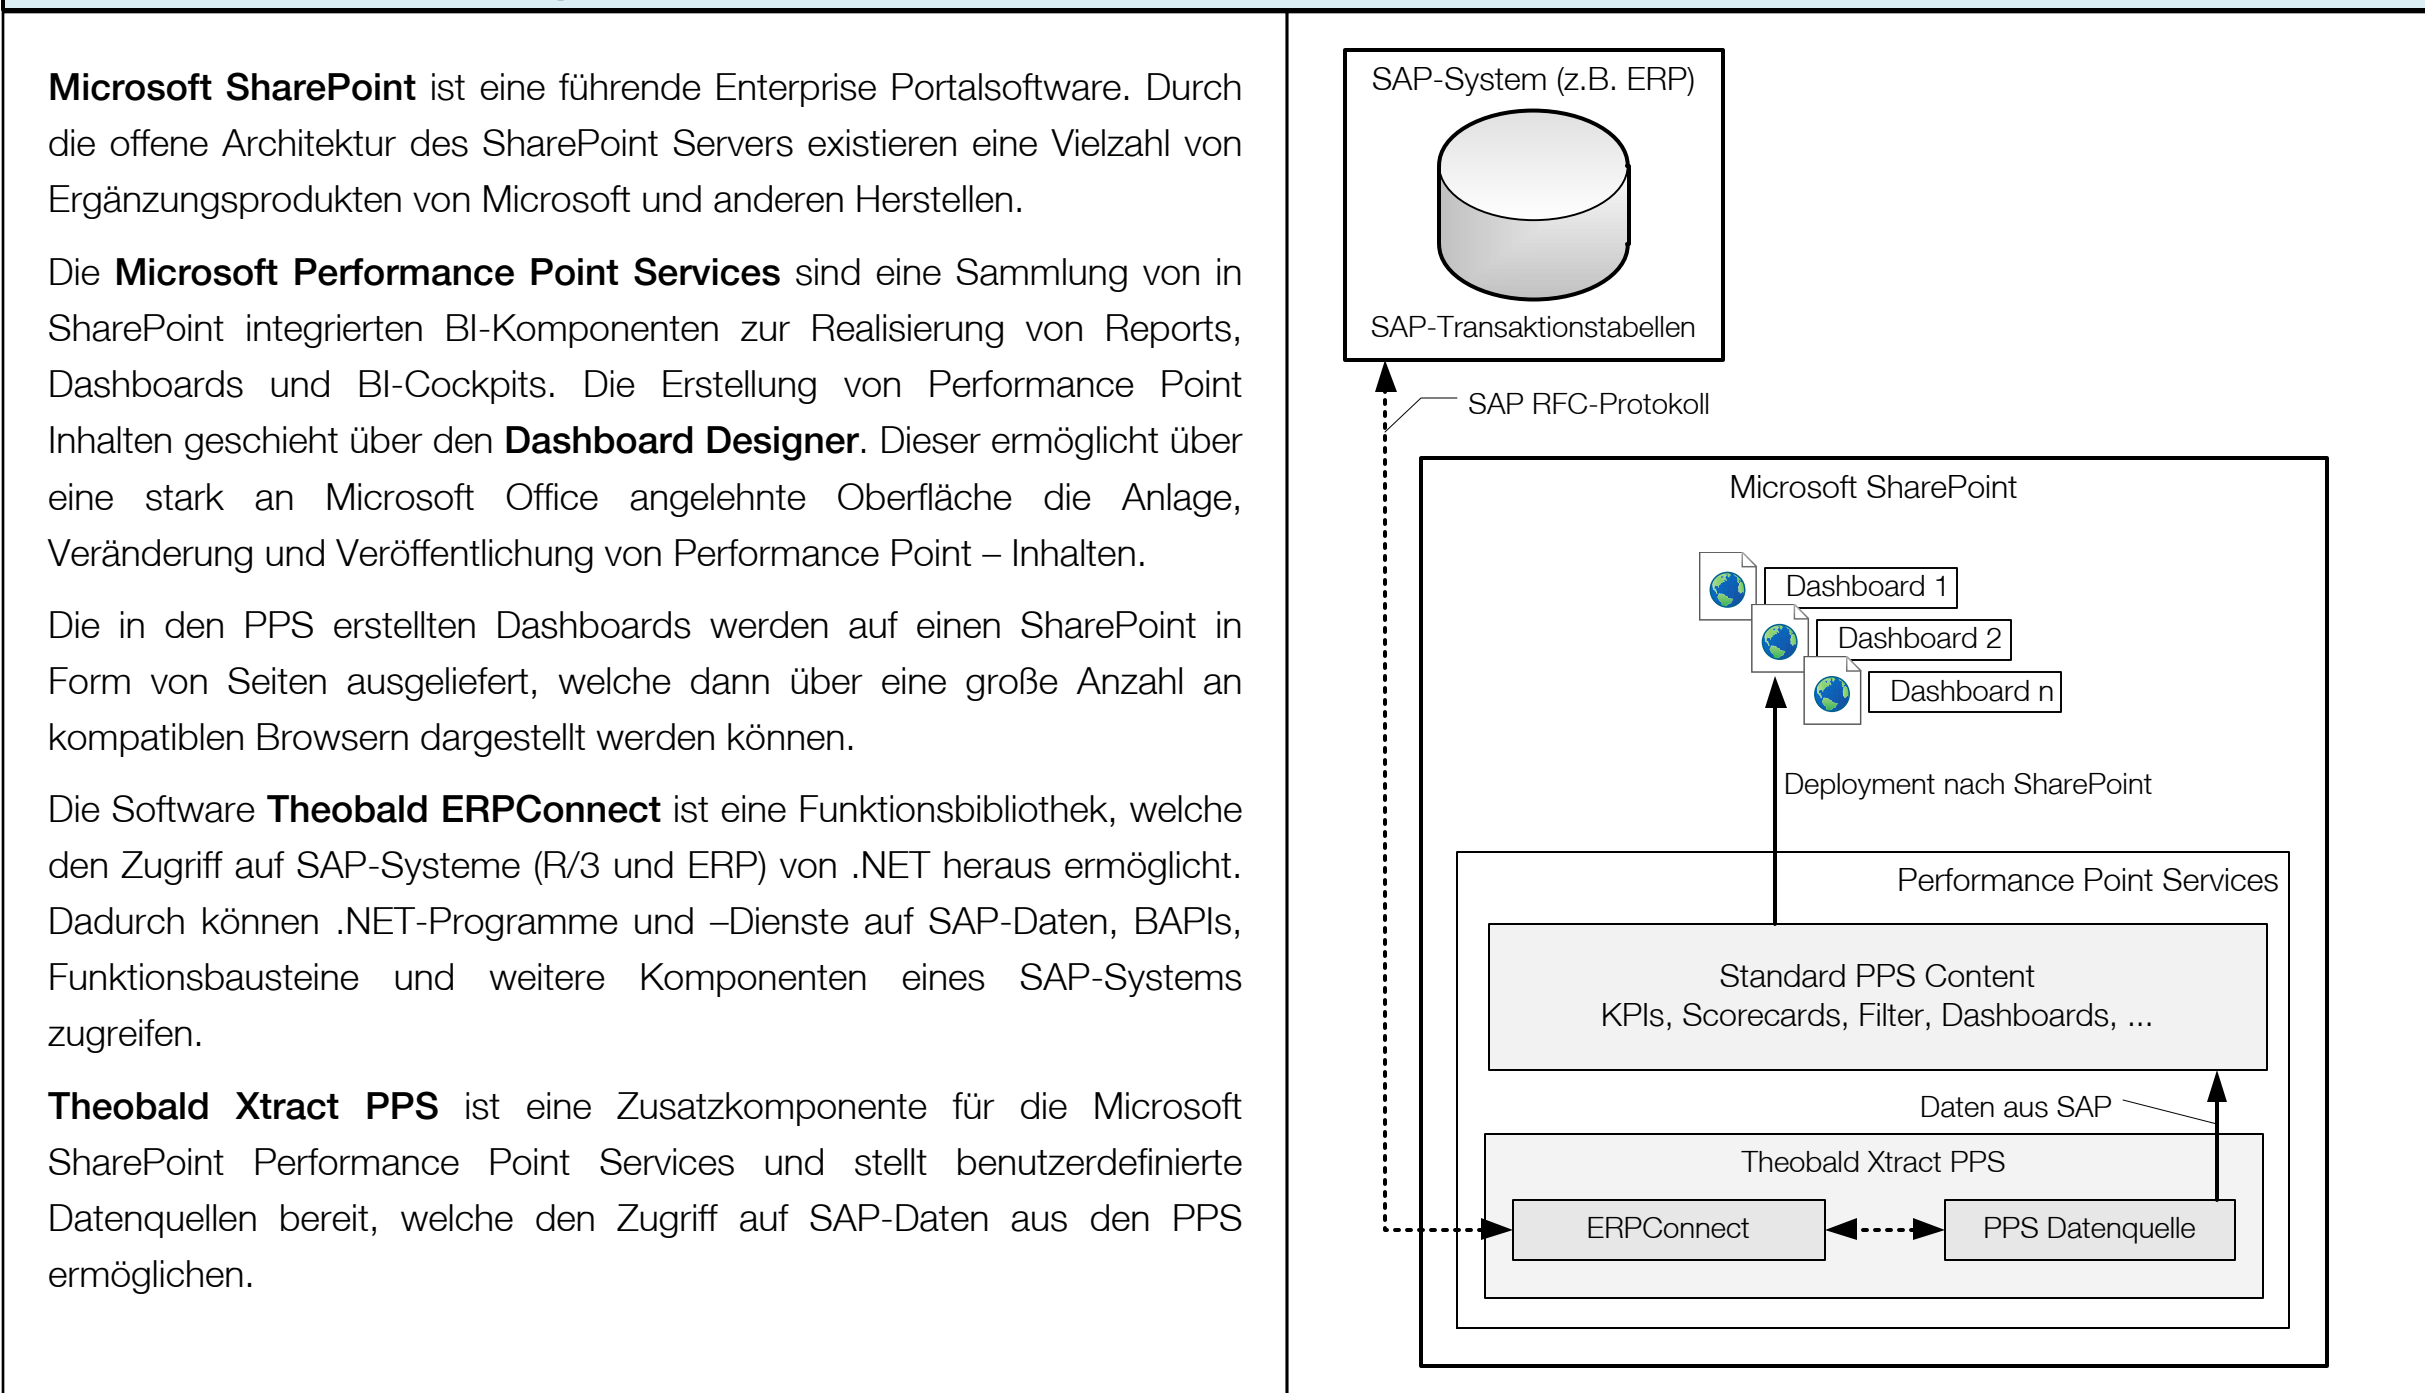 Microsoft SharePoint ist eine führende Enterprise Portalsoftware. Durch
die offene Architektur des SharePoint Servers existieren eine Vielzahl von
Ergänzungsprodukten von Microsoft und anderen Herstellen.
Die Microsoft Performance Point Services sind eine Sammlung von in
SharePoint integrierten BI-Komponenten zur Realisierung von Reports,
Dashboards und BI-Cockpits. Die Erstellung von Performance Point
Inhalten geschieht über den Dashboard Designer. Dieser ermöglicht über
eine stark an Microsoft Office angelehnte Oberfläche die Anlage,
Veränderung und Veröffentlichung von Performance Point – Inhalten.
Die in den PPS erstellten Dashboards werden auf einen SharePoint in
Form von Seiten ausgeliefert, welche dann über eine große Anzahl an
kompatiblen Browsern dargestellt werden können.
Die Software Theobald ERPConnect ist eine Funktionsbibliothek, welche
den Zugriff auf SAP-Systeme (R/3 und ERP) von .NET heraus ermöglicht.
Dadurch können .NET-Programme und –Dienste auf SAP-Daten, BAPIs,
Funktionsbausteine und weitere Komponenten eines SAP-Systems
zugreifen.
Theobald Xtract PPS ist eine Zusatzkomponente für die Microsoft
SharePoint Performance Point Services und stellt benutzerdefinierte
Datenquellen bereit, welche den Zugriff auf SAP-Daten aus den PPS
ermöglichen.
SAP-System (z.B. ERP)
SAP-Transaktionstabellen
SAP RFC-Protokoll
Microsoft SharePoint
Dashboard 1
Dashboard 2
Dashboard n
Deployment nach SharePoint
Performance Point Services
Standard PPS Content
KPIs, Scorecards, Filter, Dashboards, ...
Daten aus SAP
Theobald Xtract PPS
ERPConnect
PPS Datenquelle